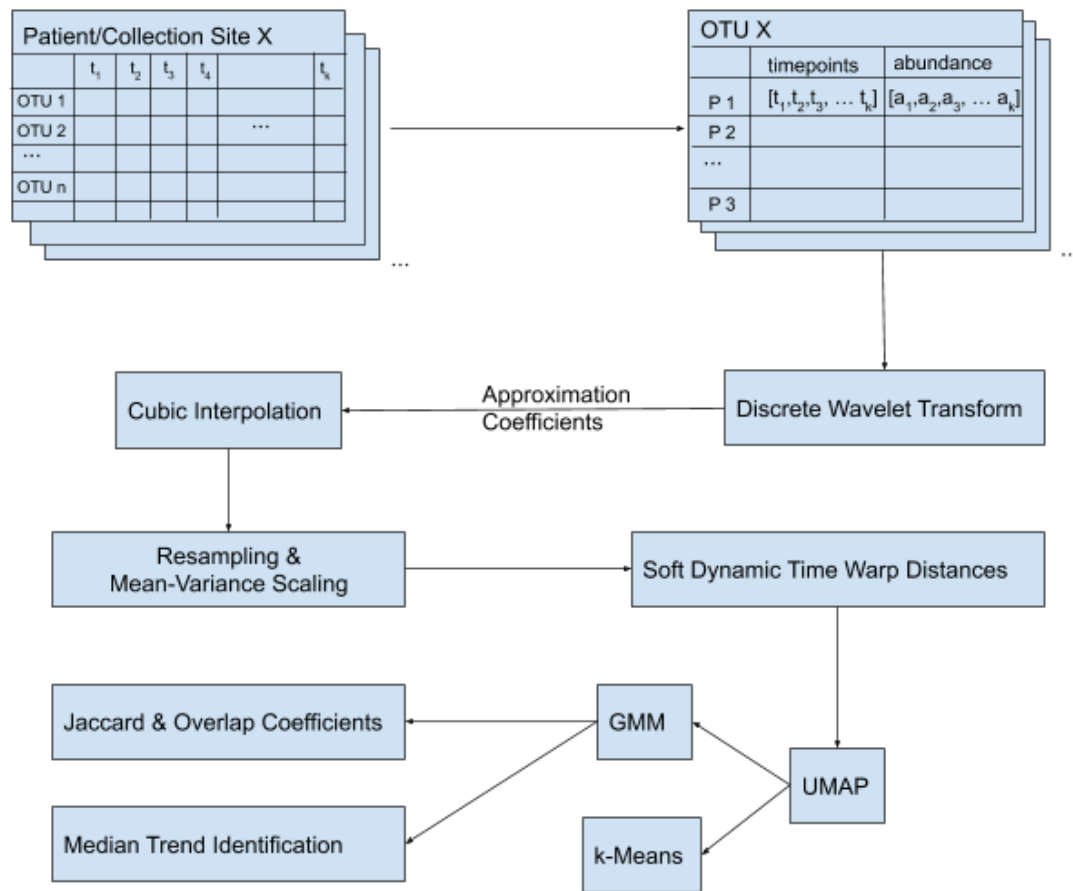 Patient/Collection Site X
t1 t2 t3 t4 tk
OTU 1
OTU 2 ...
...
OTU n
...
OTU X
timepoints abundance
P 1 [t1,t2,t3, ... tk] [a1,a2,a3, ... ak]
P 2
...
P 3
..
Approximation
Coefficients
Cubic Interpolation
Discrete Wavelet Transform
Resampling &
Mean-Variance Scaling
Soft Dynamic Time Warp Distances
Jaccard & Overlap Coefficients
GMM
UMAP
Median Trend Identification
k-Means